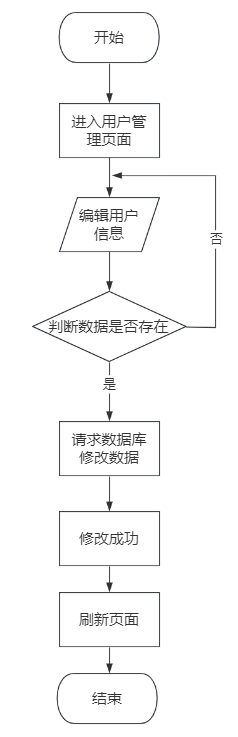 开始
进入用户管
理页面
编辑用户
信息
否
判断数据是否存在
是
请求数据库
修改数据
修改成功
刷新页面
结束